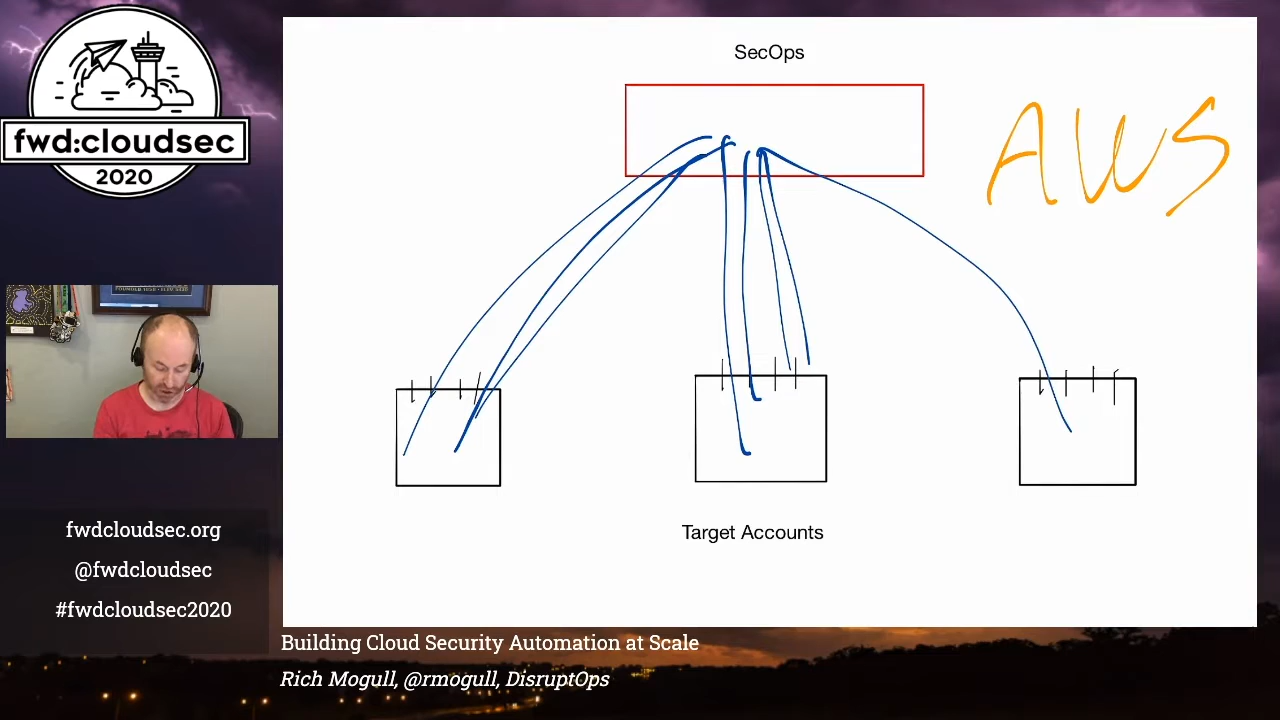 fwd:cloudsec
2020
SecOps
AWS
Target Accounts
fwdcloudsec.org
@fwdcloudsec
#fwdcloudsec2020
Building Cloud Security Automation at Scale
Rich Mogull, @rmogull, DisruptOps